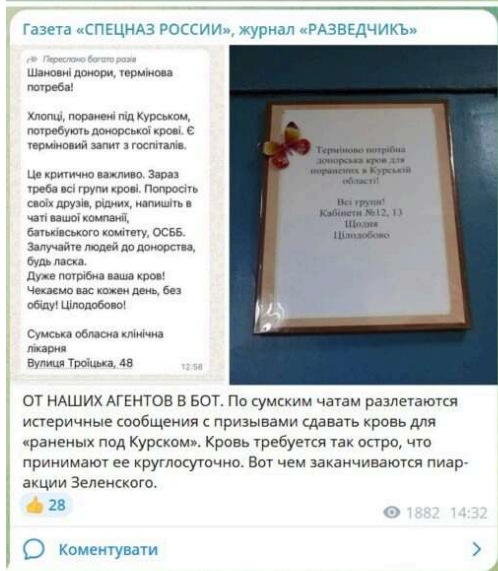 Газета «СПЕЦНАЗ РОССИИ», журнал «РАЗВЕДЧИКЪ»
Переслано багато разів
Шановні донори, термінова
потреба!
Хлопці, поранені під Курськом,
потребують донорської крові. Є
терміновий запит з госпіталів.
Це критично важливо. Зараз
треба всі групи крові. Попросіть
своїх друзів, рідних, напишіть в
чаті вашої компанії,
батьківського комітету, ОСББ.
Залучайте людей до донорства,
будь ласка.
Дуже потрібна ваша кров!
Чекаємо вас кожен день, без
обіду! Цілодобово!
Сумська обласна клінічна
лікарня
Вулиця Троїцька, 48
12:56
Терміново потрібна
донорська кров для
поранених в Курській
області!
Всі групи!
Кабінети №12, 13
Щодня
Цілодобово
ОТ НАШИХ АГЕНТОВ В БОТ. По сумским чатам разлетаются
истеричные сообщения с призывами сдавать кровь для
«раненых под Курском». Кровь требуется так остро, что
принимают ее круглосуточно. Вот чем заканчиваются пиар-
акции Зеленского.
28
1882 14:32
Коментувати